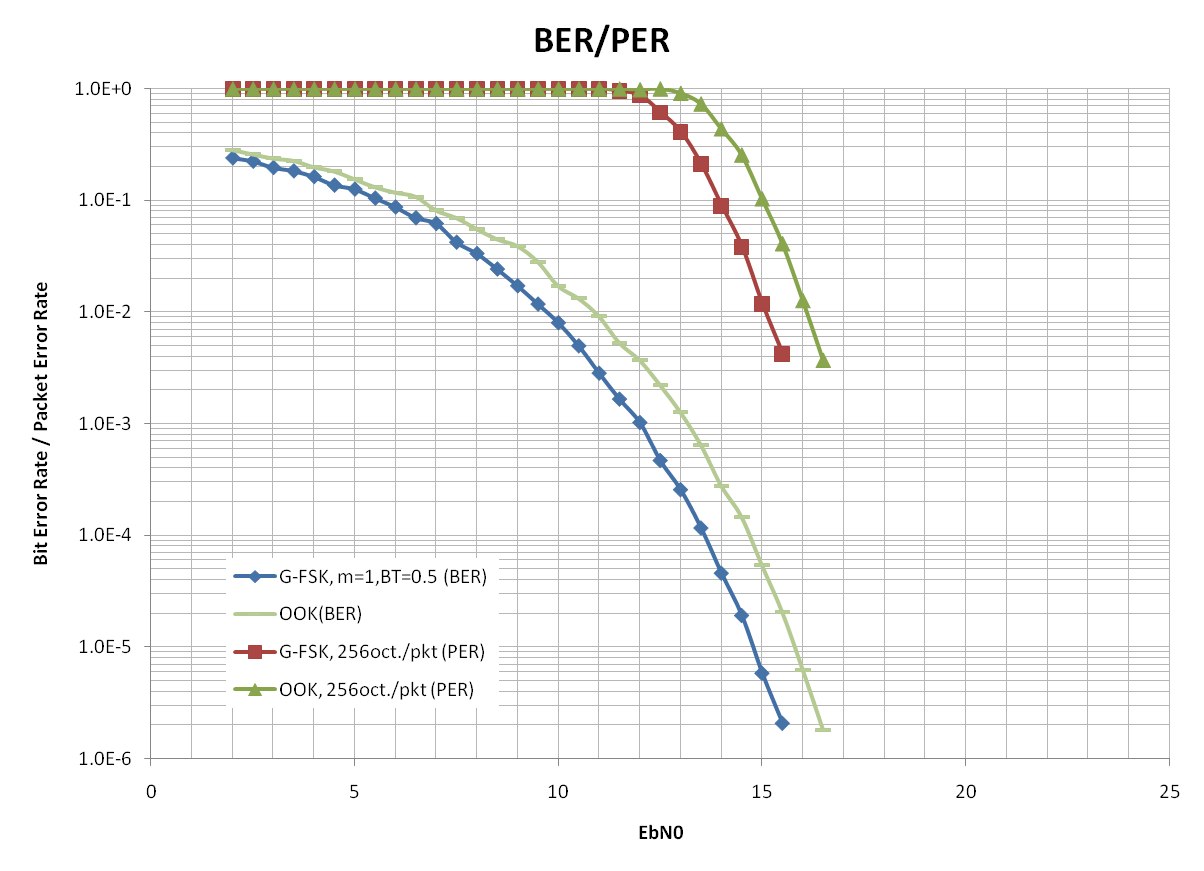 BER/PER
1.0E+0
1.0E-1
1.0E-2
1.0E-3
1.0E-4
1.0E-5
1.0E-6
Bit Error Rate / Packet Error Rate
G-FSK, m=1,BT=0.5 (BER)
OOK(BER)
G-FSK, 256oct./pkt (PER)
OOK, 256oct./pkt (PER)
0 5 10 15 20 25
EbN0